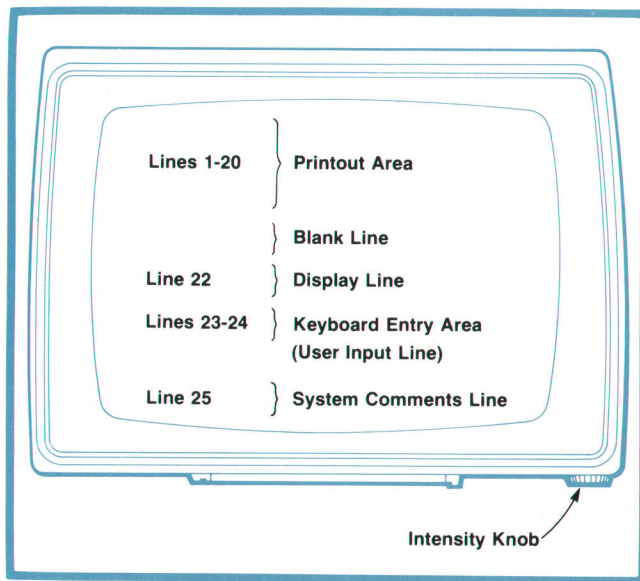 Lines 1-20 Printout Area
Blank Line
Line 22 Display Line
Lines 23-24 Keyboard Entry Area
(User Input Line)
Line 25 System Comments Line
Intensity Knob